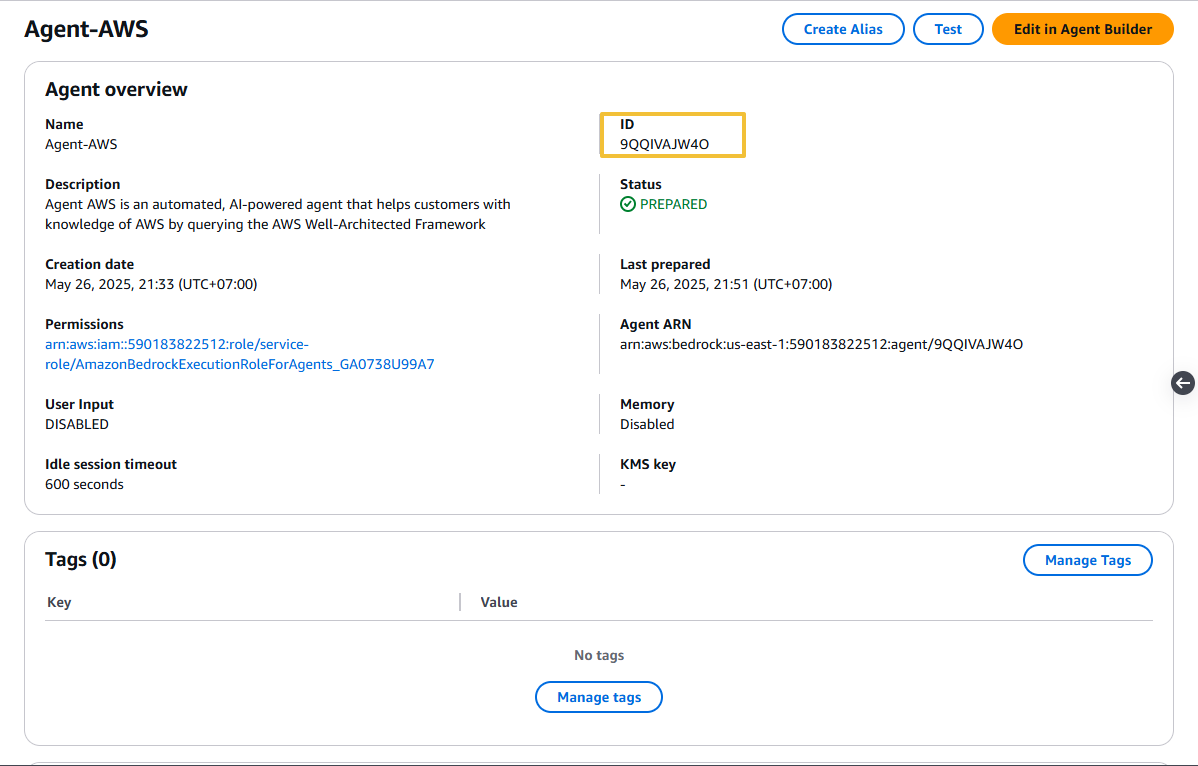 Agent-AWS
Create Alias
Test
Edit in Agent Builder
Agent overview
Name
Agent-AWS
ID
9QQIVAJW4O
Description
Agent AWS is an automated, AI-powered agent that helps customers with
knowledge of AWS by querying the AWS Well-Architected Framework
Status
PREPARED
Creation date
May 26, 2025, 21:33 (UTC+07:00)
Last prepared
May 26, 2025, 21:51 (UTC+07:00)
Permissions
arn:aws:iam::590183822512:role/service-
role/AmazonBedrockExecutionRoleForAgents_GA0738U99A7
Agent ARN
arn:aws:bedrock:us-east-1:590183822512:agent/9QQIVAJW4O
User Input
DISABLED
Memory
Disabled
Idle session timeout
600 seconds
KMS key
-
Tags (0)
Manage Tags
Key
Value
No tags
Manage tags